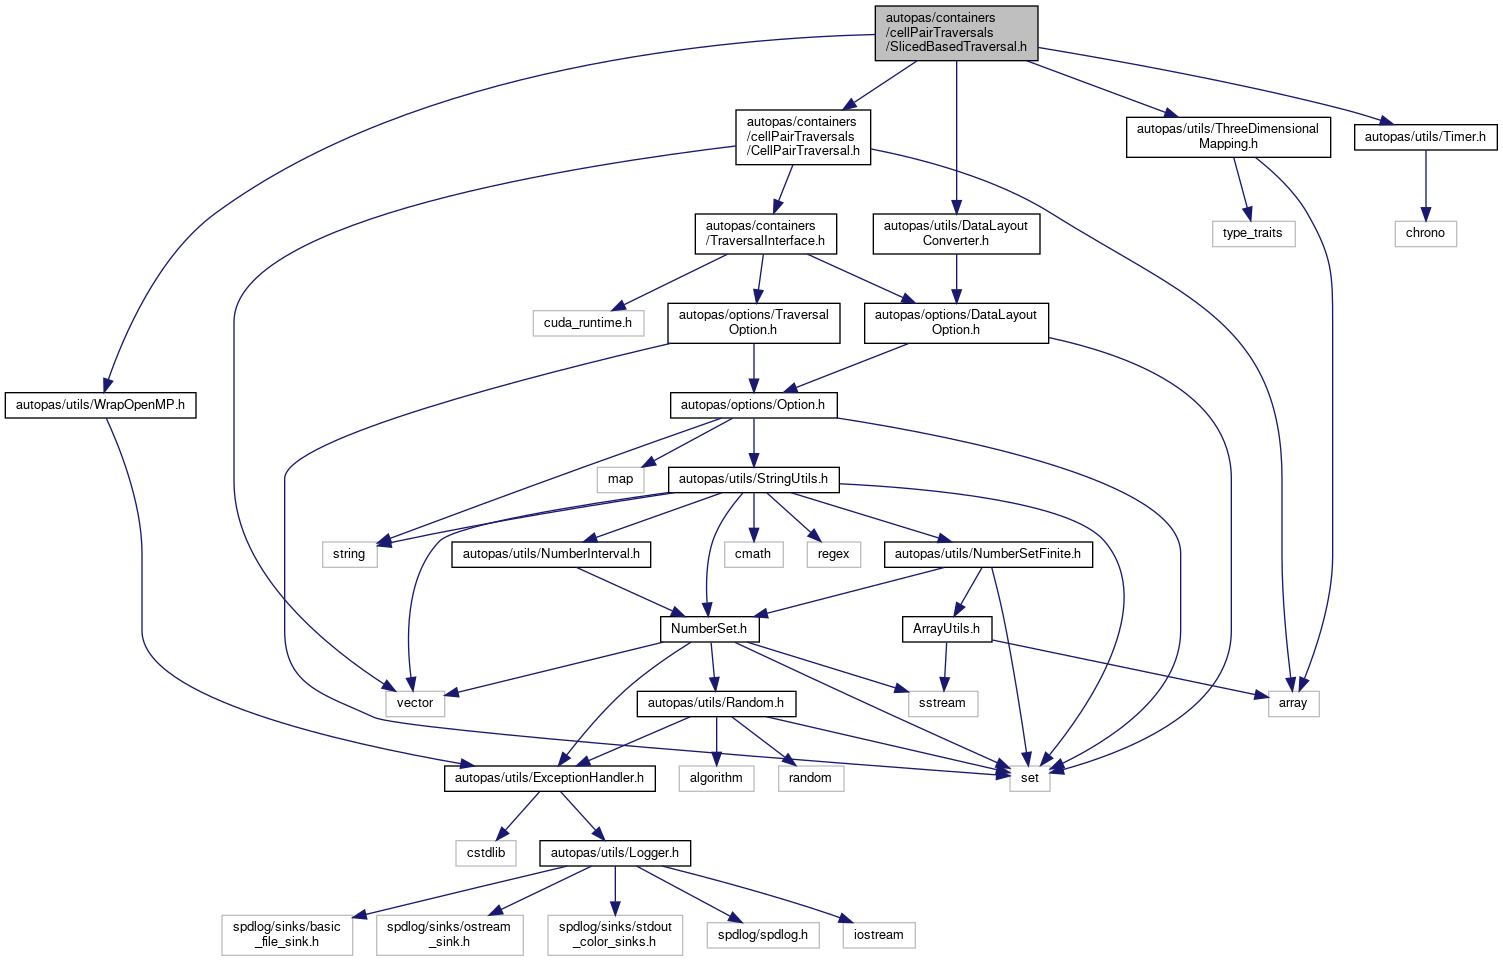 autopas/containers
/cellPairTraversals
/SlicedBasedTraversal.h
autopas/containers
/cellPairTraversals
/CellPairTraversal.h
autopas/utils/ThreeDimensional
Mapping.h
autopas/utils/Timer.h
autopas/containers
/TraversalInterface.h
autopas/utils/DataLayout
Converter.h
type_traits
chrono
cuda_runtime.h
autopas/options/Traversal
Option.h
autopas/options/DataLayout
Option.h
autopas/utils/WrapOpenMP.h
autopas/options/Option.h
map
autopas/utils/StringUtils.h
string
autopas/utils/NumberInterval.h
cmath
regex
autopas/utils/NumberSetFinite.h
NumberSet.h
ArrayUtils.h
vector
autopas/utils/Random.h
sstream
array
autopas/utils/ExceptionHandler.h
algorithm
random
set
cstdlib
autopas/utils/Logger.h
spdlog/sinks/basic
_file_sink.h
spdlog/sinks/ostream
_sink.h
spdlog/sinks/stdout
_color_sinks.h
spdlog/spdlog.h
iostream